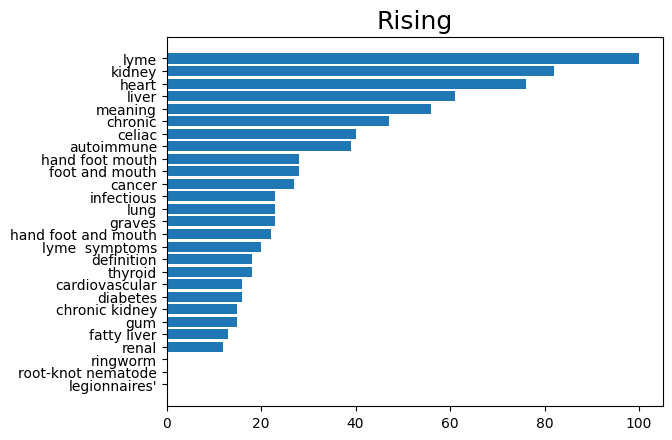 Rising
lyme
kidney
heart
liver
meaning
chronic
celiac
autoimmune
hand foot mouth
foot and mouth
cancer
infectious
lung
graves
hand foot and mouth
lyme  symptoms
definition
thyroid
cardiovascular
diabetes
chronic kidney
gum
fatty liver
renal
ringworm
root-knot nematode
legionnaires'
0 20 40 60 80 100